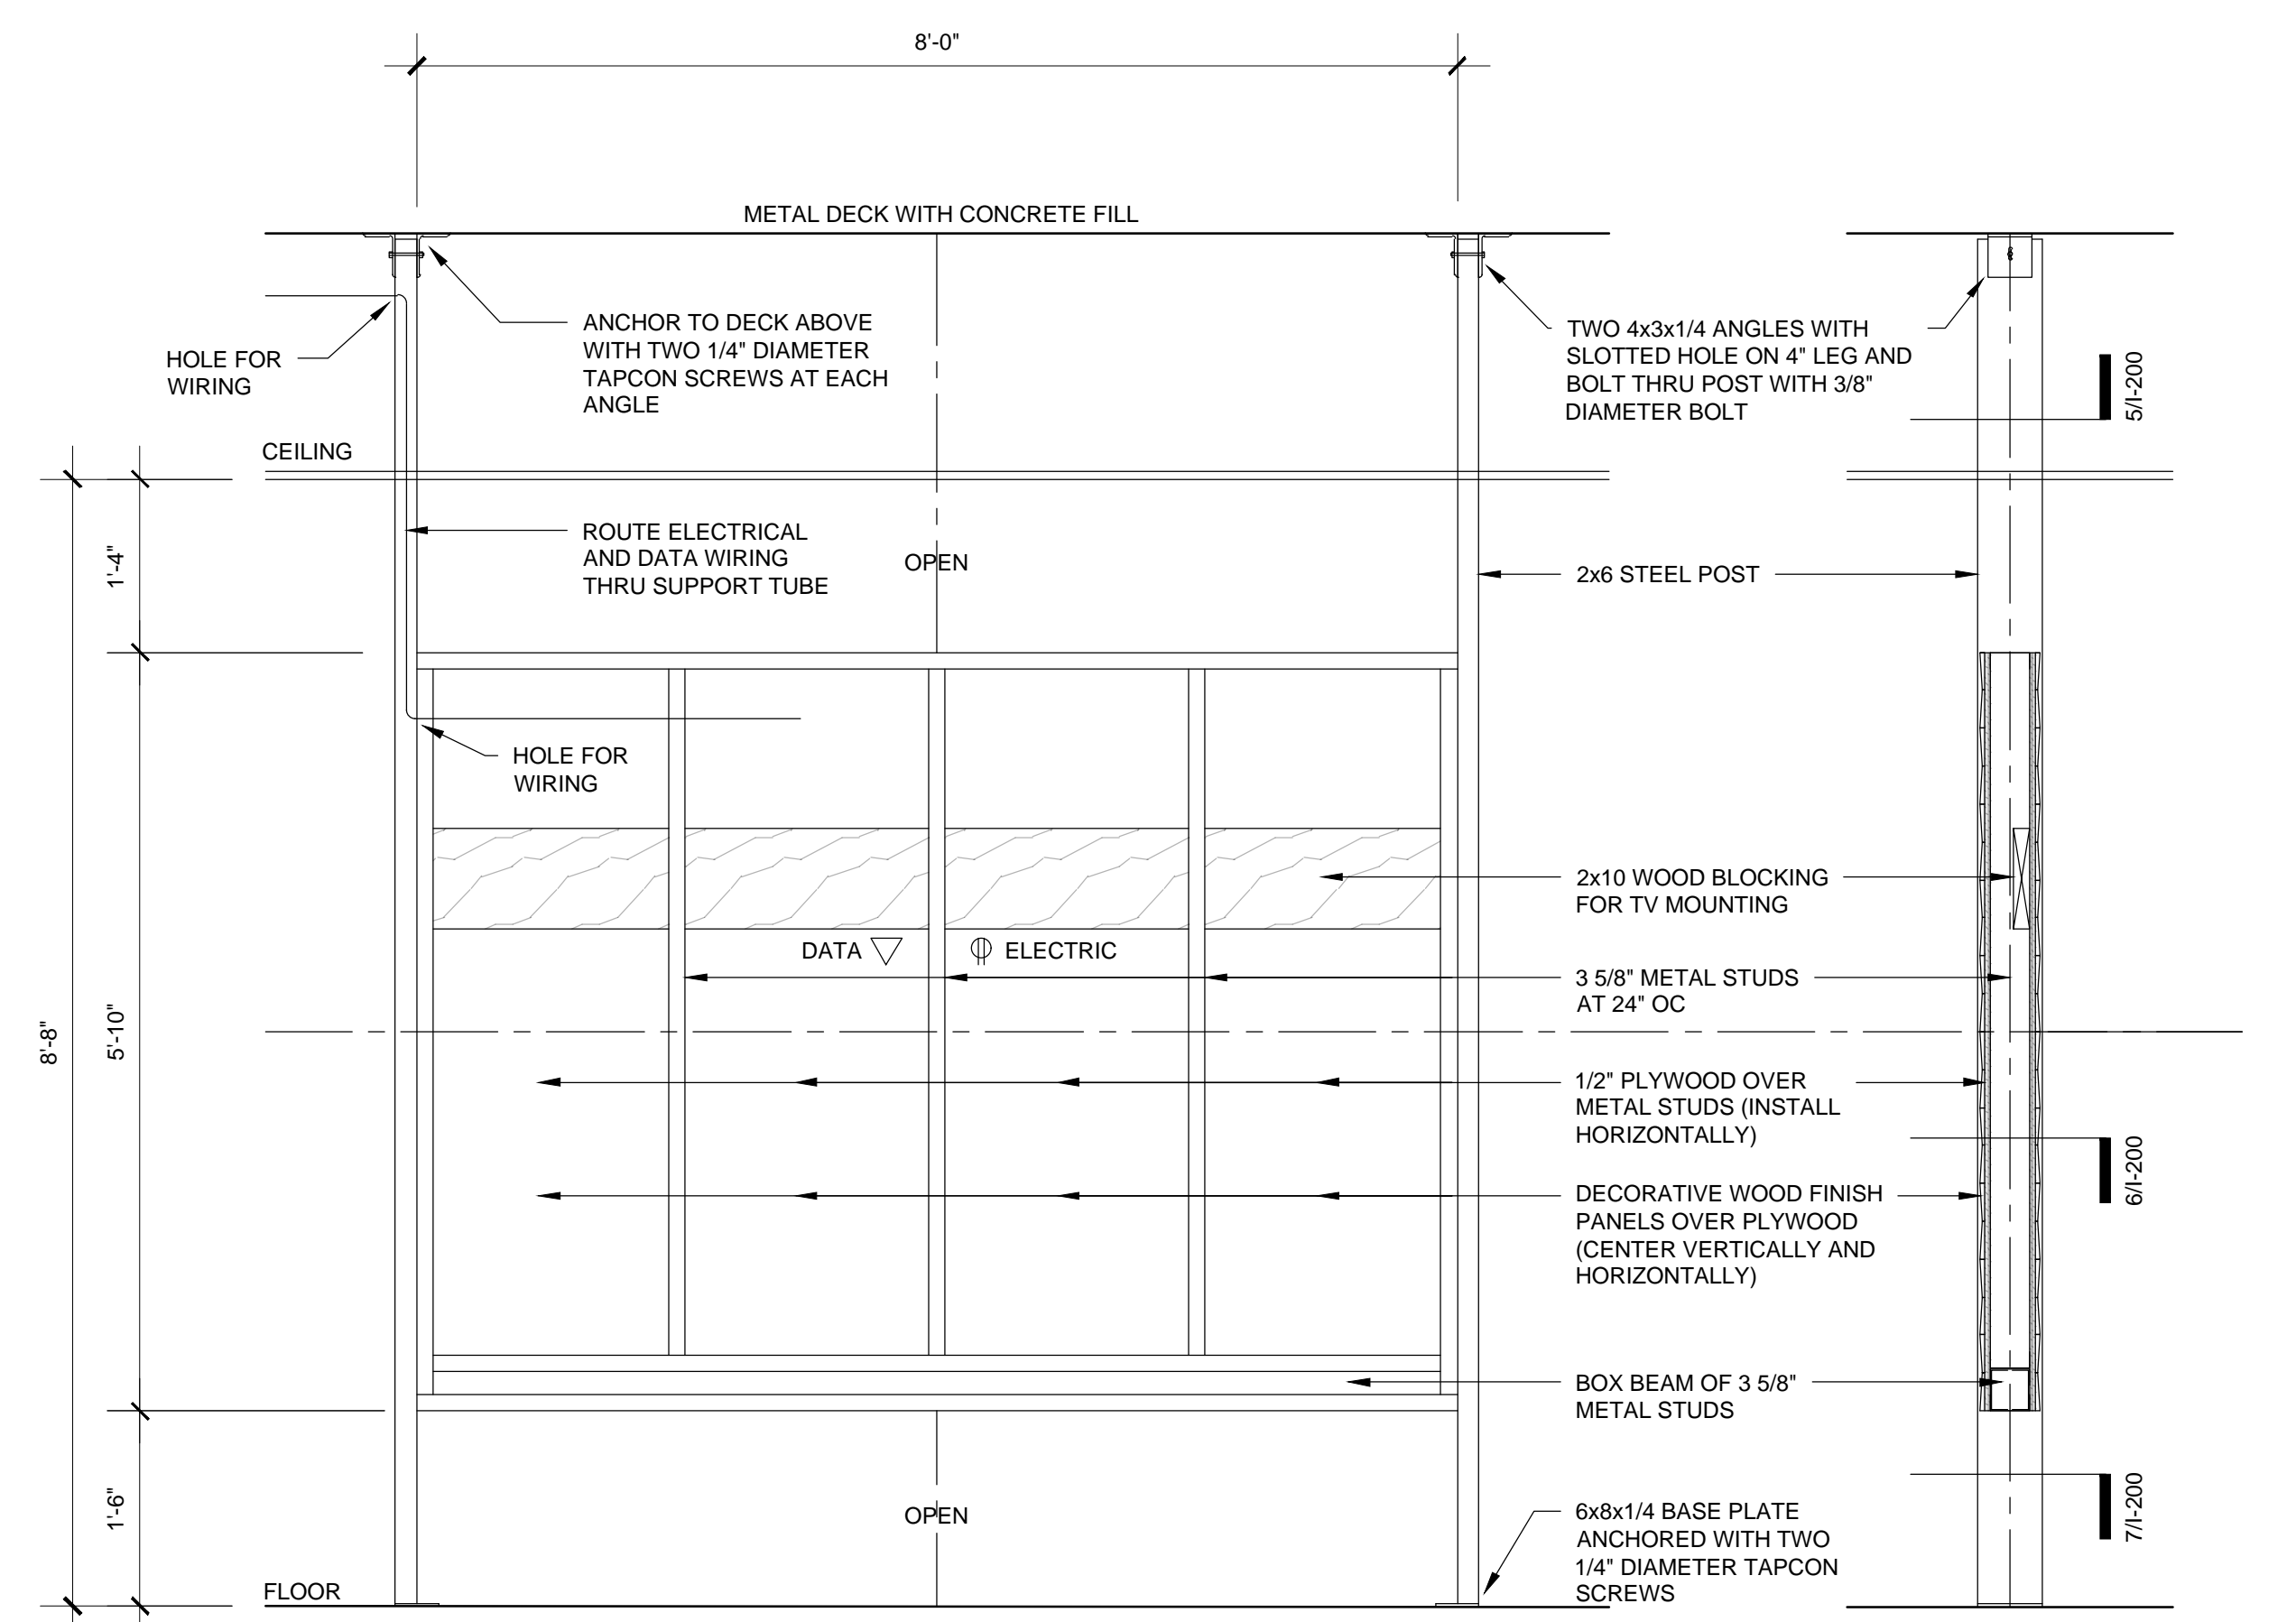 8'-0"
METAL DECK WITH CONCRETE FILL
HOLE FOR
WIRING
ANCHOR TO DECK ABOVE
WITH TWO 1/4" DIAMETER
TAPCON SCREWS AT EACH
ANGLE
TWO 4x3x1/4 ANGLES WITH
SLOTTED HOLE ON 4" LEG AND
BOLT THRU POST WITH 3/8"
DIAMETER BOLT
5/I-200
CEILING
1'-4"
ROUTE ELECTRICAL
AND DATA WIRING
THRU SUPPORT TUBE
OPEN
2x6 STEEL POST
HOLE FOR
WIRING
2x10 WOOD BLOCKING
FOR TV MOUNTING
DATA
ELECTRIC
3 5/8" METAL STUDS
AT 24" OC
8'-8"
5'-10"
1/2" PLYWOOD OVER
METAL STUDS (INSTALL
HORIZONTALLY)
6/I-200
DECORATIVE WOOD FINISH
PANELS OVER PLYWOOD
(CENTER VERTICALLY AND
HORIZONTALLY)
BOX BEAM OF 3 5/8"
METAL STUDS
1'-6"
OPEN
6x8x1/4 BASE PLATE
ANCHORED WITH TWO
1/4" DIAMETER TAPCON
SCREWS
7/I-200
FLOOR